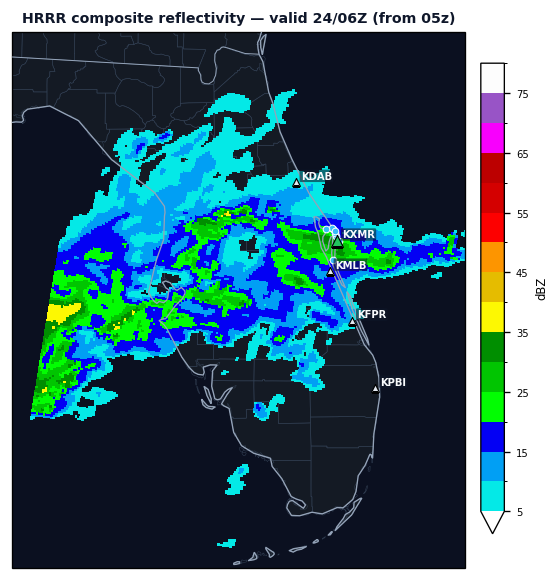 HRRR composite reflectivity — valid 24/06Z (from 05z)
KDAB
KXMR
KMLB
KFPR
KPBI
75
65
55
45
35
25
15
5
dBZ